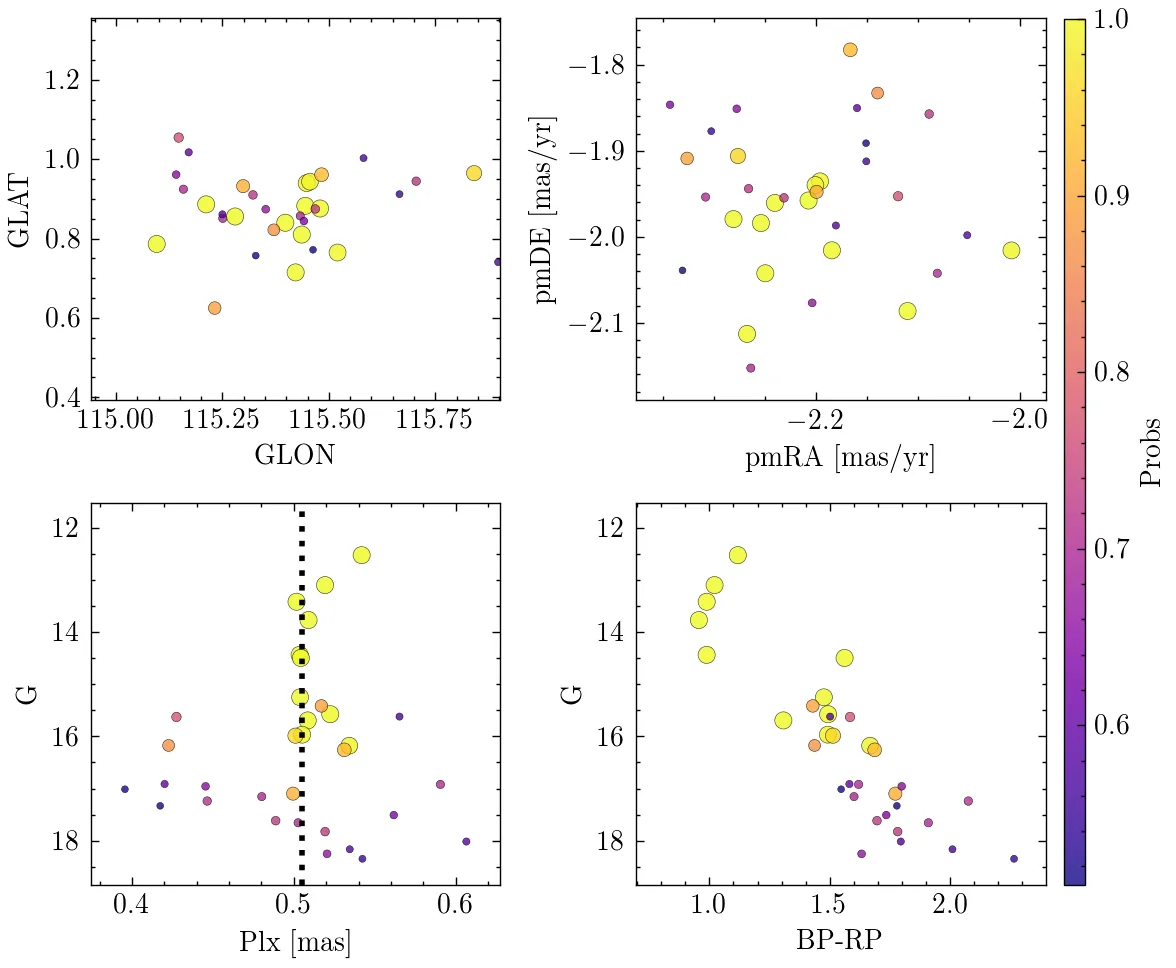 1.2
1.0
0.8
0.6
0.4
GLAT
115.00 115.25 115.50 115.75
GLON
−1.8
−1.9
−2.0
−2.1
pmDE [mas/yr]
−2.2 −2.0
pmRA [mas/yr]
12
14
16
18
G
0.4 0.5 0.6
Plx [mas]
12
14
16
18
G
1.0 1.5 2.0
BP-RP
1.0
0.9
0.8
0.7
0.6
Probs